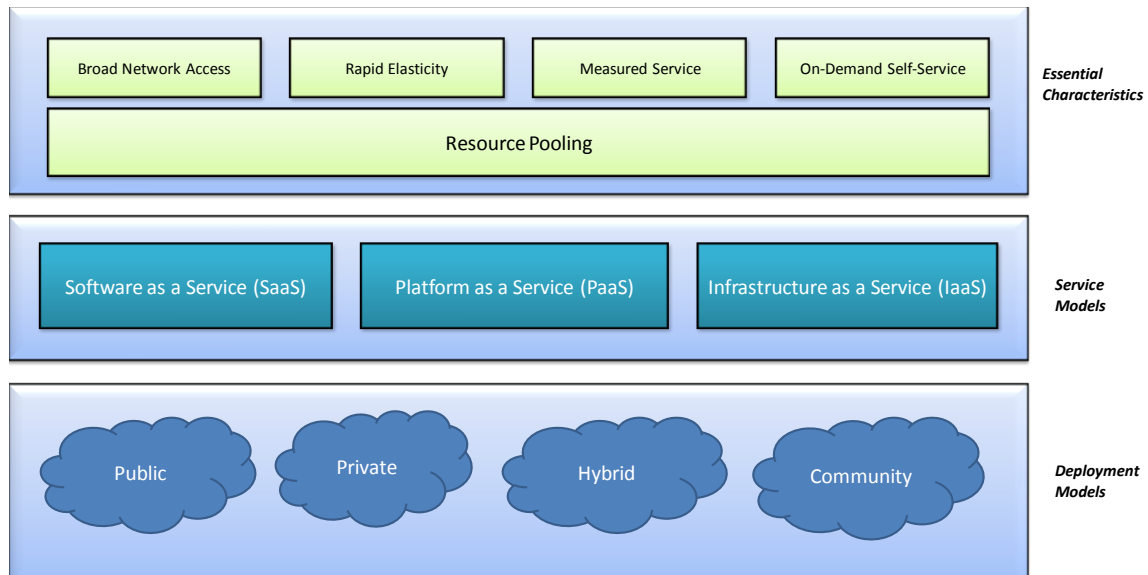 Broad Network Access
Rapid Elasticity
Measured Service
On-Demand Self-Service
Resource Pooling
Essential
Characteristics
Software as a Service (SaaS)
Platform as a Service (PaaS)
Infrastructure as a Service (IaaS)
Service
Models
Public
Private
Hybrid
Community
Deployment
Models